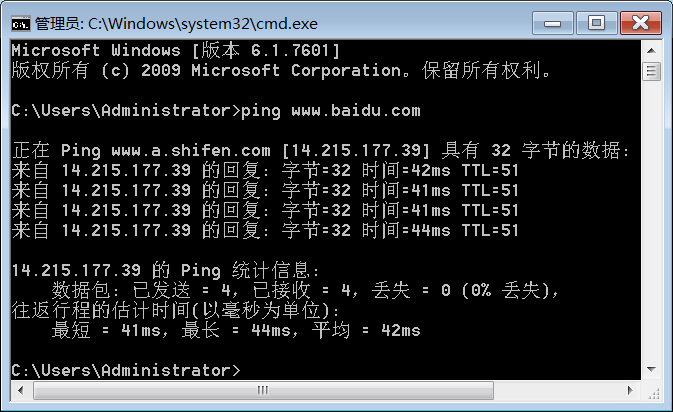 管理员: C:\Windows\system32\cmd.exe
Microsoft Windows [版本 6.1.7601]
版权所有 (c) 2009 Microsoft Corporation。保留所有权利。
C:\Users\Administrator>ping www.baidu.com
正在 Ping www.a.shifen.com [14.215.177.39] 具有 32 字节的数据:
来自 14.215.177.39 的回复: 字节=32 时间=42ms TTL=51
来自 14.215.177.39 的回复: 字节=32 时间=41ms TTL=51
来自 14.215.177.39 的回复: 字节=32 时间=41ms TTL=51
来自 14.215.177.39 的回复: 字节=32 时间=44ms TTL=51
14.215.177.39 的 Ping 统计信息:
数据包: 已发送 = 4，已接收 = 4，丢失 = 0 (0% 丢失)，
往返行程的估计时间(以毫秒为单位):
最短 = 41ms，最长 = 44ms，平均 = 42ms
C:\Users\Administrator>